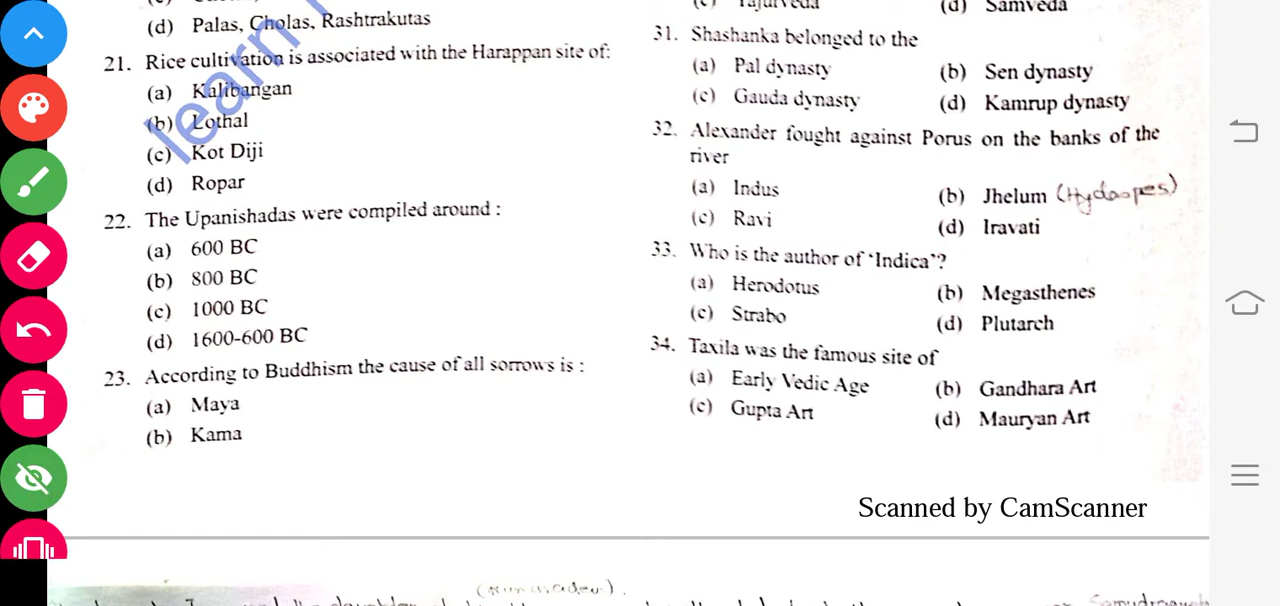 (d) Palas, Cholas, Rashtrakutas
21. Rice cultivation is associated with the Harappan site of:
(a) Kalibangan
(b) Lothal
(c) Kot Diji
(d) Ropar
22. The Upanishadas were compiled around :
(a) 600 BC
(b) 800 BC
(c) 1000 BC
(d) 1600-600 BC
23. According to Buddhism the cause of all sorrows is :
(a) Maya
(b) Kama
learn
(c) Yajurveda (d) Samveda
31. Shashanka belonged to the
(a) Pal dynasty (b) Sen dynasty
(c) Gauda dynasty (d) Kamrup dynasty
32. Alexander fought against Porus on the banks of the
river
(a) Indus (b) Jhelum (Hydaspes)
(c) Ravi (d) Iravati
33. Who is the author of 'Indica'?
(a) Herodotus (b) Megasthenes
(c) Strabo (d) Plutarch
34. Taxila was the famous site of
(a) Early Vedic Age (b) Gandhara Art
(c) Gupta Art (d) Mauryan Art
Scanned by CamScanner